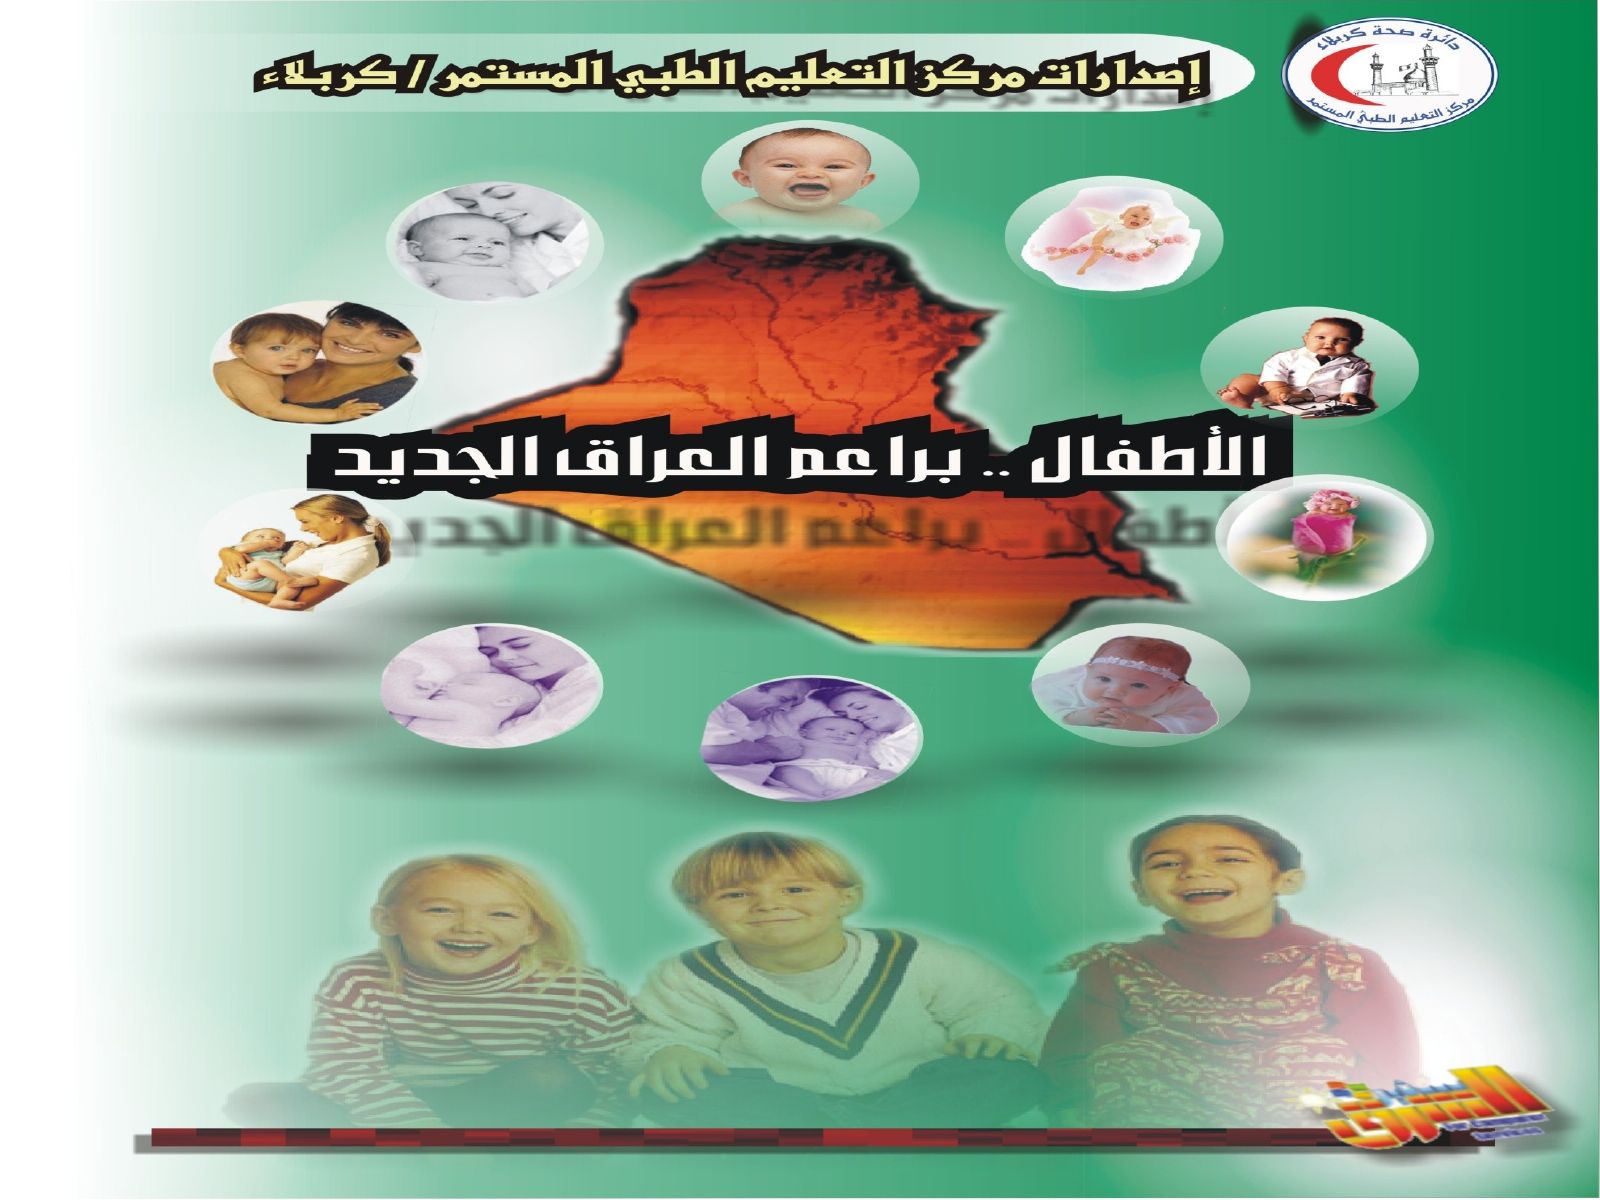 إصدارات مركز التعليم الطبي المستمر / كربلاء
دائرة صحة كربلاء
مركز التعليم الطبي المستمر
الأطفال .. براعم العراق الجديد